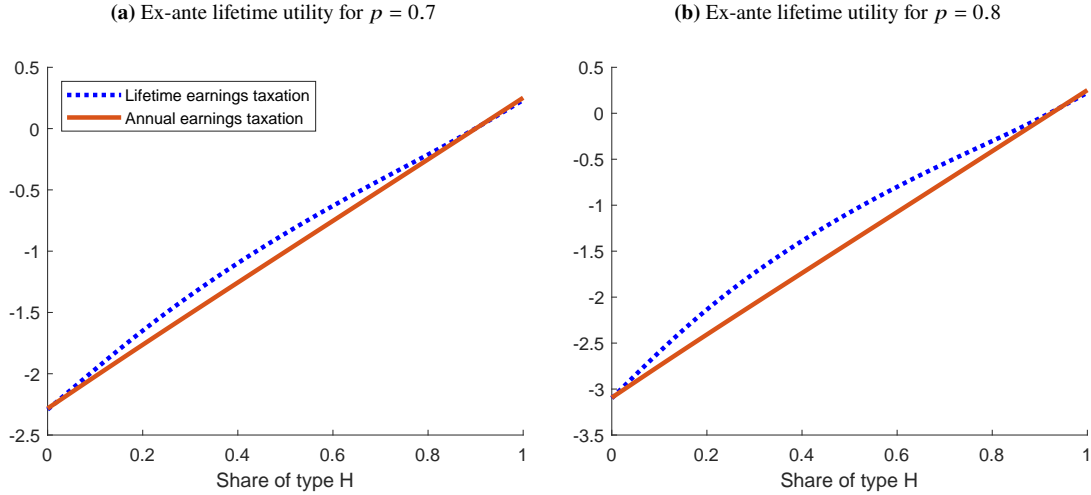 (a) Ex-ante lifetime utility for p = 0.7
0.5
0
-0.5
-1
-1.5
-2
-2.5
Lifetime earnings taxation
Annual earnings taxation
0 0.2 0.4 0.6 0.8 1
Share of type H
(b) Ex-ante lifetime utility for p = 0.8
0.5
0
-0.5
-1
-1.5
-2
-2.5
-3
-3.5
0 0.2 0.4 0.6 0.8 1
Share of type H